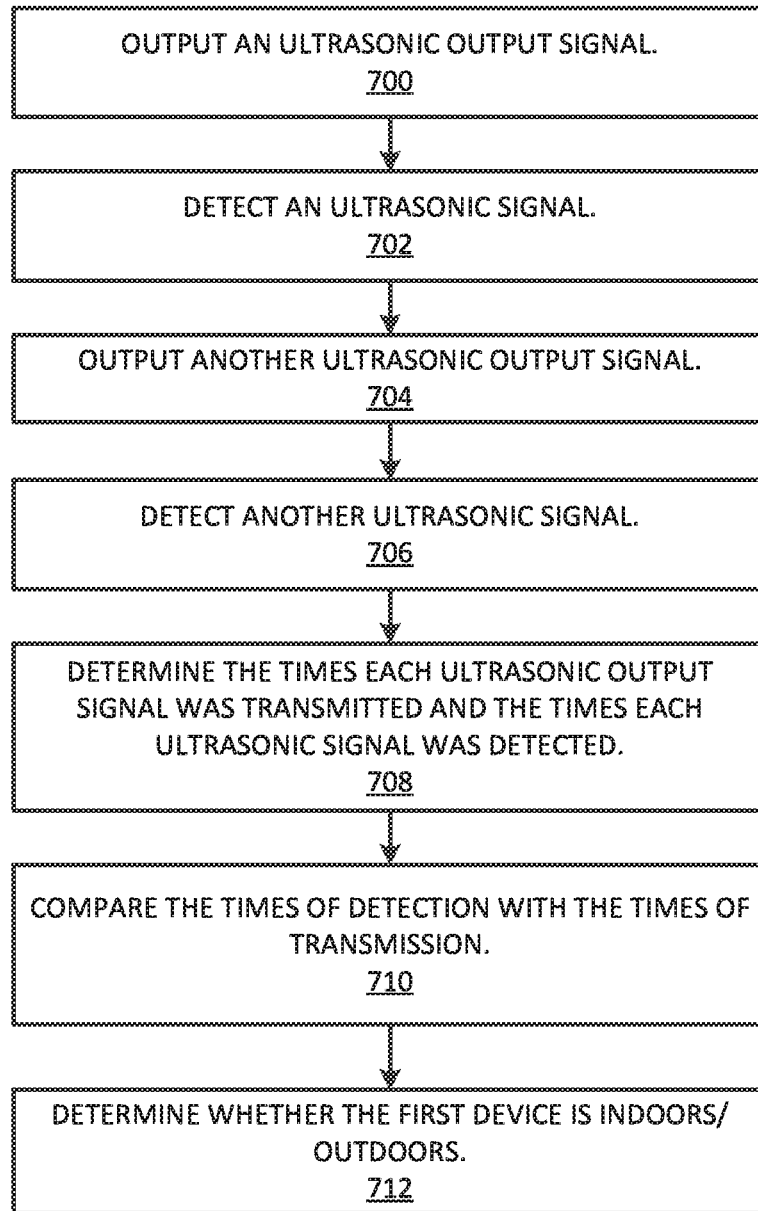 OUTPUT AN ULTRASONIC OUTPUT SIGNAL.
700
DETECT AN ULTRASONIC SIGNAL.
702
OUTPUT ANOTHER ULTRASONIC OUTPUT SIGNAL.
704
DETECT ANOTHER ULTRASONIC SIGNAL.
706
DETERMINE THE TIMES EACH ULTRASONIC OUTPUT
SIGNAL WAS TRANSMITTED AND THE TIMES EACH
ULTRASONIC SIGNAL WAS DETECTED.
708
COMPARE THE TIMES OF DETECTION WITH THE TIMES OF
TRANSMISSION.
710
DETERMINE WHETHER THE FIRST DEVICE IS INDOORS/
OUTDOORS.
712